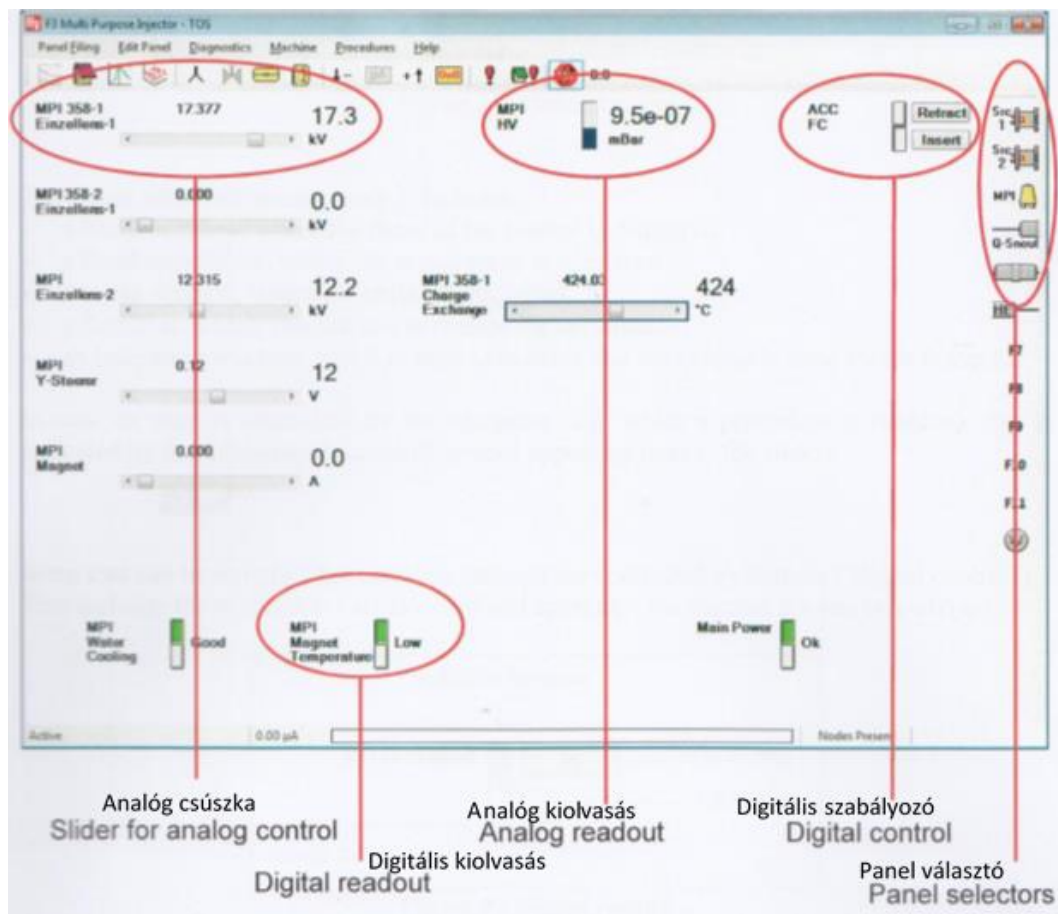 F3 Multi Purpose Injector - TOS
Panel Filing Edit Panel Diagnostics Machine Procedures Help
0:0
MPI 358-1
Einzellens-1
17.377
17.3
kV
MPI
HV
9.5e-07
mBar
ACC
FC
Retract
Insert
Src
1
Src
2
MPI
Q-Snout
HE
F7
F8
F9
F10
F11
MPI 358-2
Einzellens-1
0.000
0.0
kV
MPI
Einzellens-2
12.315
12.2
kV
MPI 358-1
Charge
Exchange
424.03
424
°C
MPI
Y-Steerer
0.12
12
V
MPI
Magnet
0.000
0.0
A
MPI
Water
Cooling
Good
MPI
Magnet
Temperature
Low
Main Power
Ok
Active
0.00 µA
Nodes Present
Analóg csúszka
Slider for analog control
Analóg kiolvasás
Analog readout
Digitális szabályozó
Digital control
Digitális kiolvasás
Digital readout
Panel választó
Panel selectors